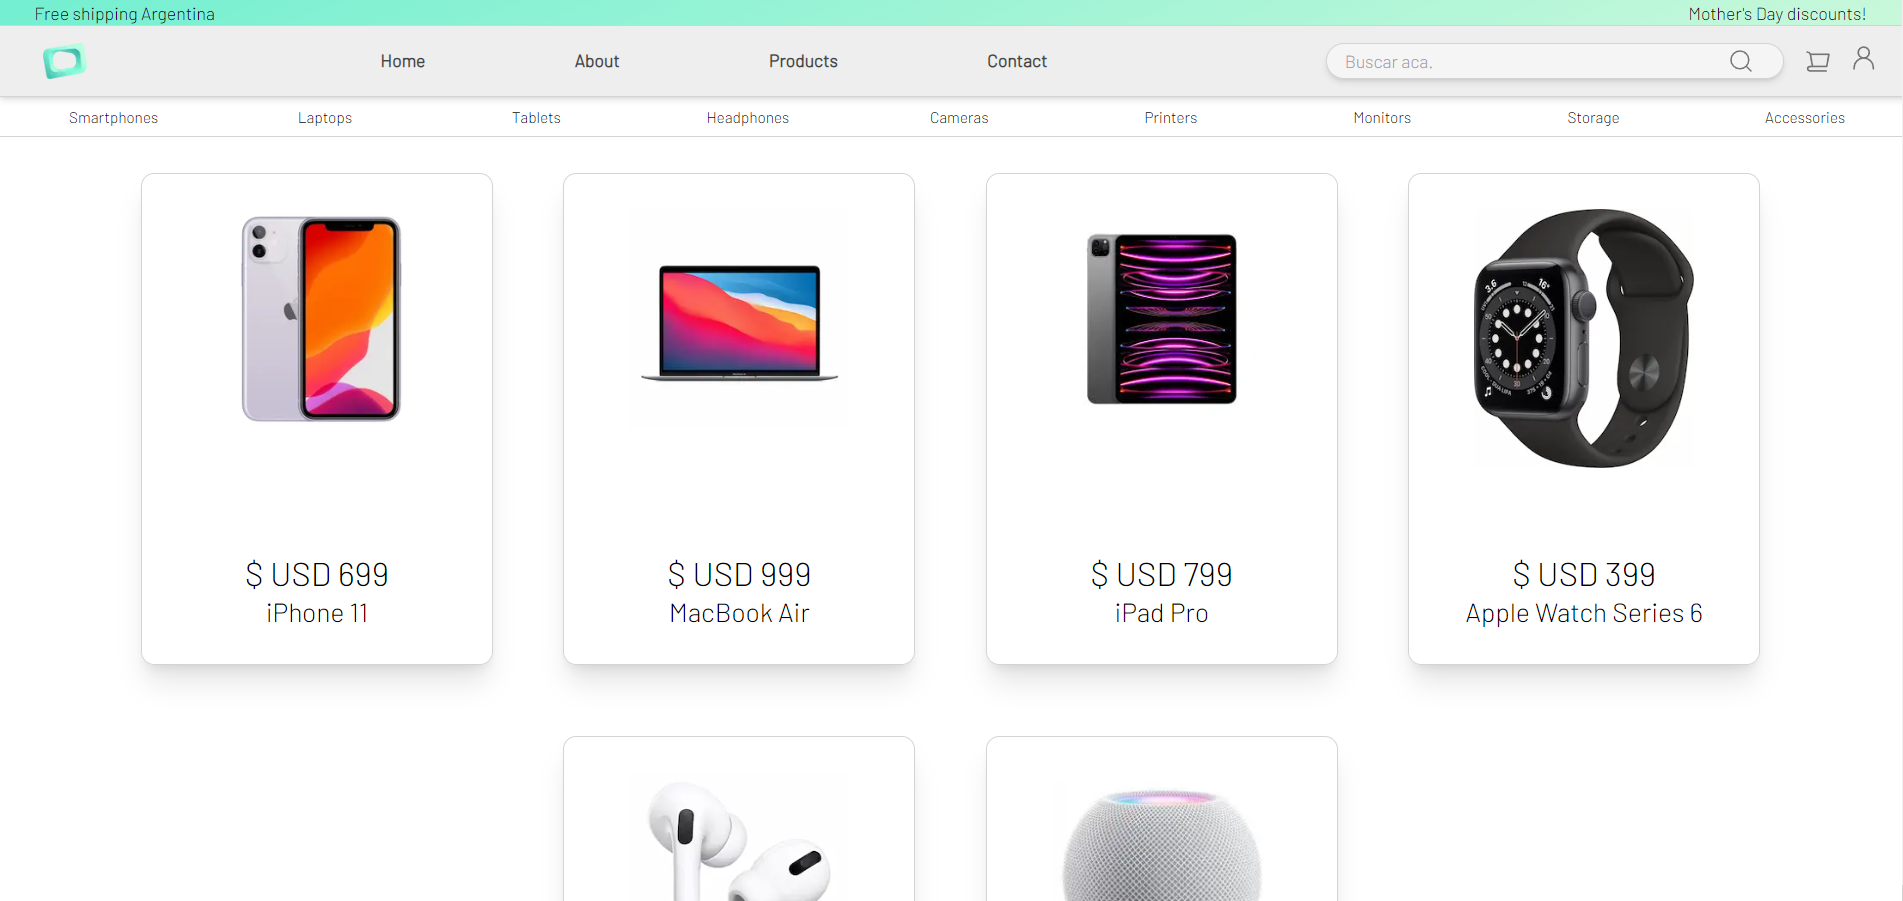 Free shipping Argentina
Mother's Day discounts!
Home
About
Products
Contact
Buscar aca.
Smartphones
Laptops
Tablets
Headphones
Cameras
Printers
Monitors
Storage
Accessories
$ USD 699
iPhone 11
$ USD 999
MacBook Air
$ USD 799
iPad Pro
$ USD 399
Apple Watch Series 6